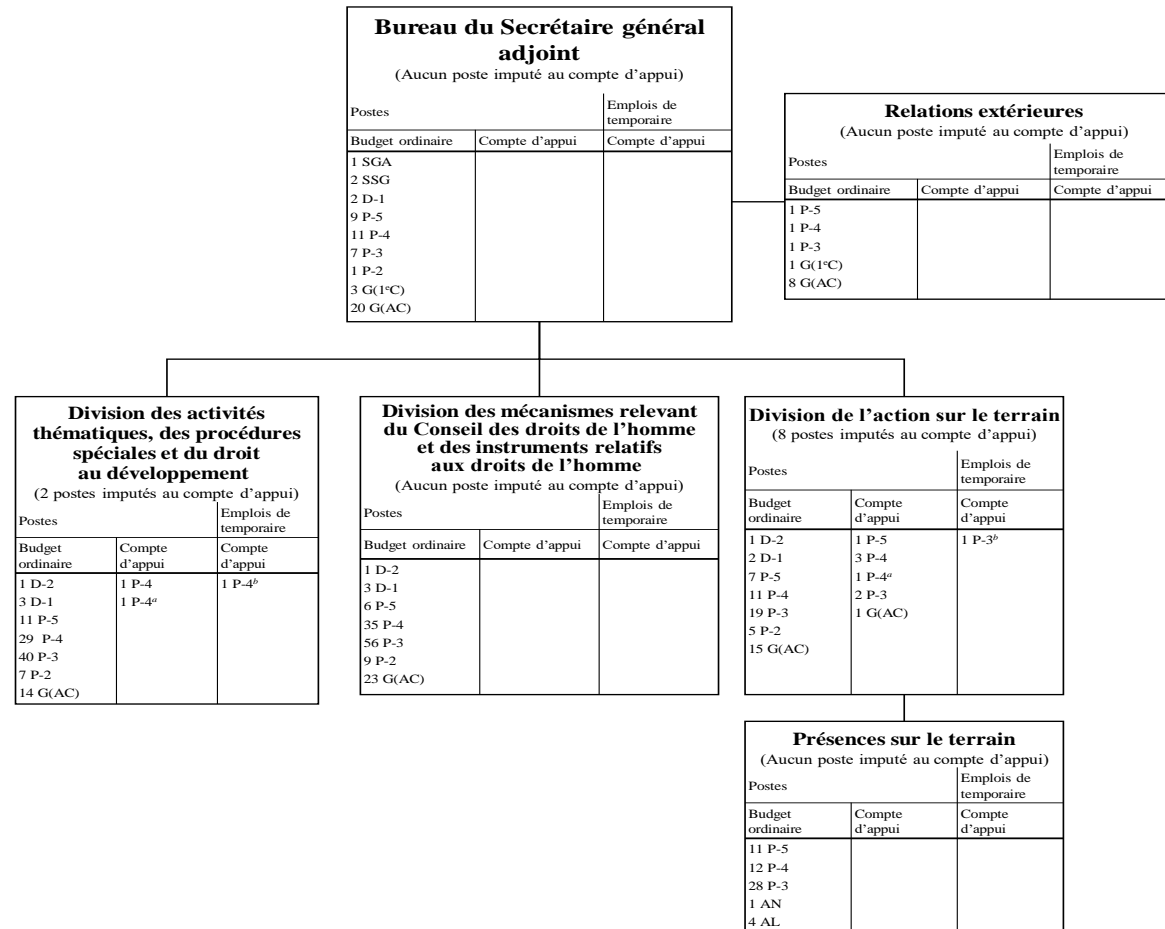 Bureau du Secrétaire général
adjoint
(Aucun poste imputé au compte d’appui)
Postes
Emplois de
temporaire
Budget ordinaire
Compte d’appui
Compte d’appui
1 SGA
2 SSG
2 D-1
9 P-5
11 P-4
7 P-3
1 P-2
3 G(1eC)
20 G(AC)
Relations extérieures
(Aucun poste imputé au compte d’appui)
Postes
Emplois de
temporaire
Budget ordinaire
Compte d’appui
Compte d’appui
1 P-5
1 P-4
1 P-3
1 G(1eC)
8 G(AC)
Division des activités
thématiques, des procédures
spéciales et du droit
au développement
(2 postes imputés au compte d’appui)
Postes
Emplois de
temporaire
Budget
ordinaire
Compte
d’appui
Compte
d’appui
1 D-2
3 D-1
11 P-5
29 P-4
40 P-3
7 P-2
14 G(AC)
1 P-4
1 P-4a
1 P-4b
Division des mécanismes relevant
du Conseil des droits de l’homme
et des instruments relatifs
aux droits de l’homme
(Aucun poste imputé au compte d’appui)
Postes
Emplois de
temporaire
Budget ordinaire
Compte d’appui
Compte d’appui
1 D-2
3 D-1
6 P-5
35 P-4
56 P-3
9 P-2
23 G(AC)
Division de l’action sur le terrain
(8 postes imputés au compte d’appui)
Postes
Emplois de
temporaire
Budget
ordinaire
Compte
d’appui
Compte
d’appui
1 D-2
2 D-1
7 P-5
11 P-4
19 P-3
5 P-2
15 G(AC)
1 P-5
3 P-4
1 P-4a
2 P-3
1 G(AC)
1 P-3b
Présences sur le terrain
(Aucun poste imputé au compte d’appui)
Postes
Emplois de
temporaire
Budget
ordinaire
Compte
d’appui
Compte
d’appui
11 P-5
12 P-4
28 P-3
1 AN
4 AL